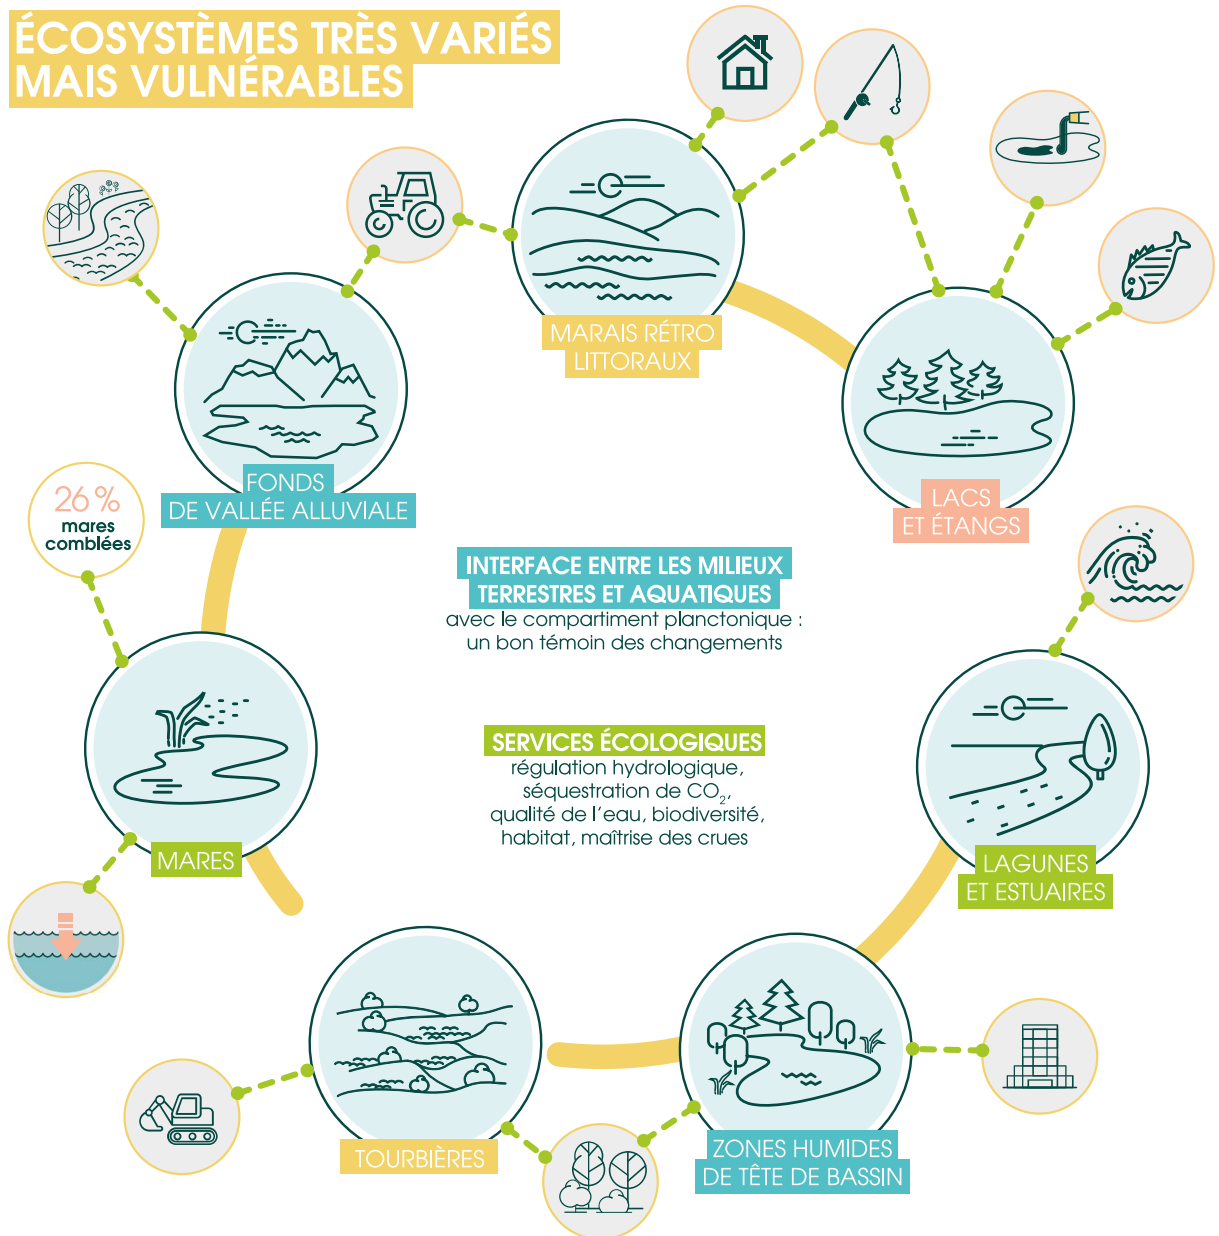 ÉCOSYSTÈMES TRÈS VARIÉS
MAIS VULNÉRABLES
MARAIS RÉTRO
LITTORAUX
FONDS
DE VALLÉE ALLUVIALE
LACS
ET ÉTANGS
26 %
mares
comblées
INTERFACE ENTRE LES MILIEUX
TERRESTRES ET AQUATIQUES
avec le compartiment planctonique :
un bon témoin des changements
SERVICES ÉCOLOGIQUES
régulation hydrologique,
séquestration de CO₂,
qualité de l'eau, biodiversité,
habitat, maîtrise des crues
MARES
LAGUNES
ET ESTUAIRES
TOURBIÈRES
ZONES HUMIDES
DE TÊTE DE BASSIN